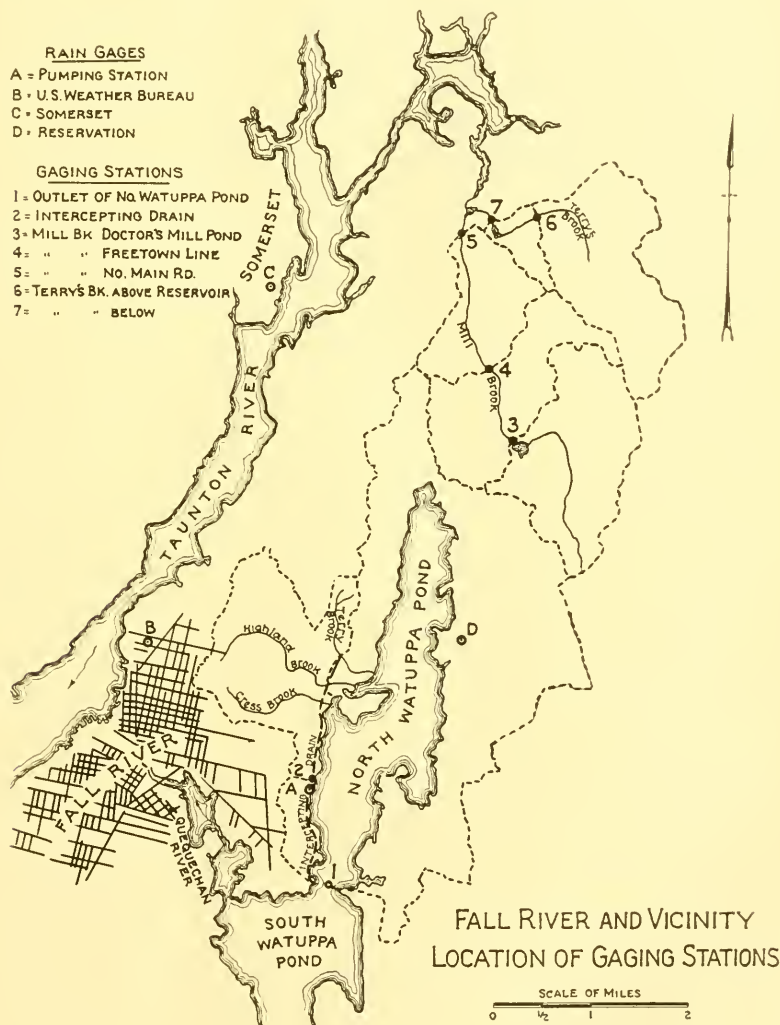 RAIN GAGES
A = PUMPING STATION
B = U.S. WEATHER BUREAU
C = SOMERSET
D = RESERVATION
GAGING STATIONS
1 = OUTLET OF NO. WATUPPA POND
2 = INTERCEPTING DRAIN
3 = MILL BK DOCTOR'S MILL POND
4 = " " FREETOWN LINE
5 = " " NO. MAIN RD.
6 = TERRY'S BK. ABOVE RESERVOIR
7 = " " BELOW
SOMERSET
C
7
6
Terry's
Brook
5
Mill
Brook
4
3
TAUNTON RIVER
B
Highland
Brook
Terry
Brook
Cress Brook
D
NORTH WATUPPA POND
FALL RIVER
2
A
INTERCEPTING DRAIN
QUEQUECHAN
RIVER
1
SOUTH
WATUPPA
POND
FALL RIVER AND VICINITY
LOCATION OF GAGING STATIONS
SCALE OF MILES
0 1/2 1 2